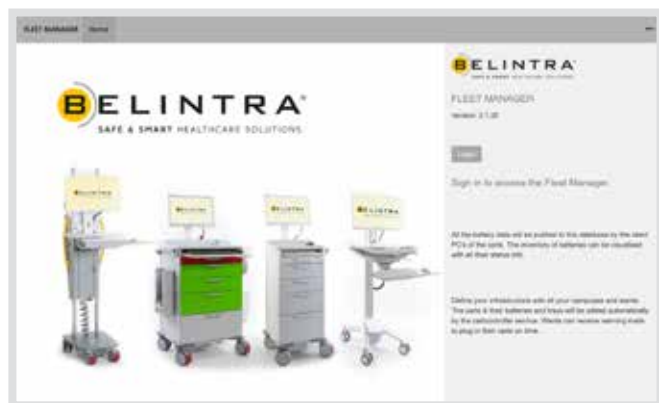 FLEET MANAGER Home
BELINTRA
SAFE & SMART HEALTHCARE SOLUTIONS
BELINTRA
BELINTRA
BELINTRA
BELINTRA
BELINTRA
SAFE & SMART HEALTHCARE SOLUTIONS
FLEET MANAGER
Version:
Login
Sign in to access the Fleet Manager
All the battery data will be pushed to this database by the client
PC's of the carts. The inventory of batteries can be visualised
with all their status info.
Define your infrastructure with all your campuses and wards.
The carts & their batteries and trays will be added automatically
by the cartcontroller service. Wards can receive warning mails
to plug in their carts on time.